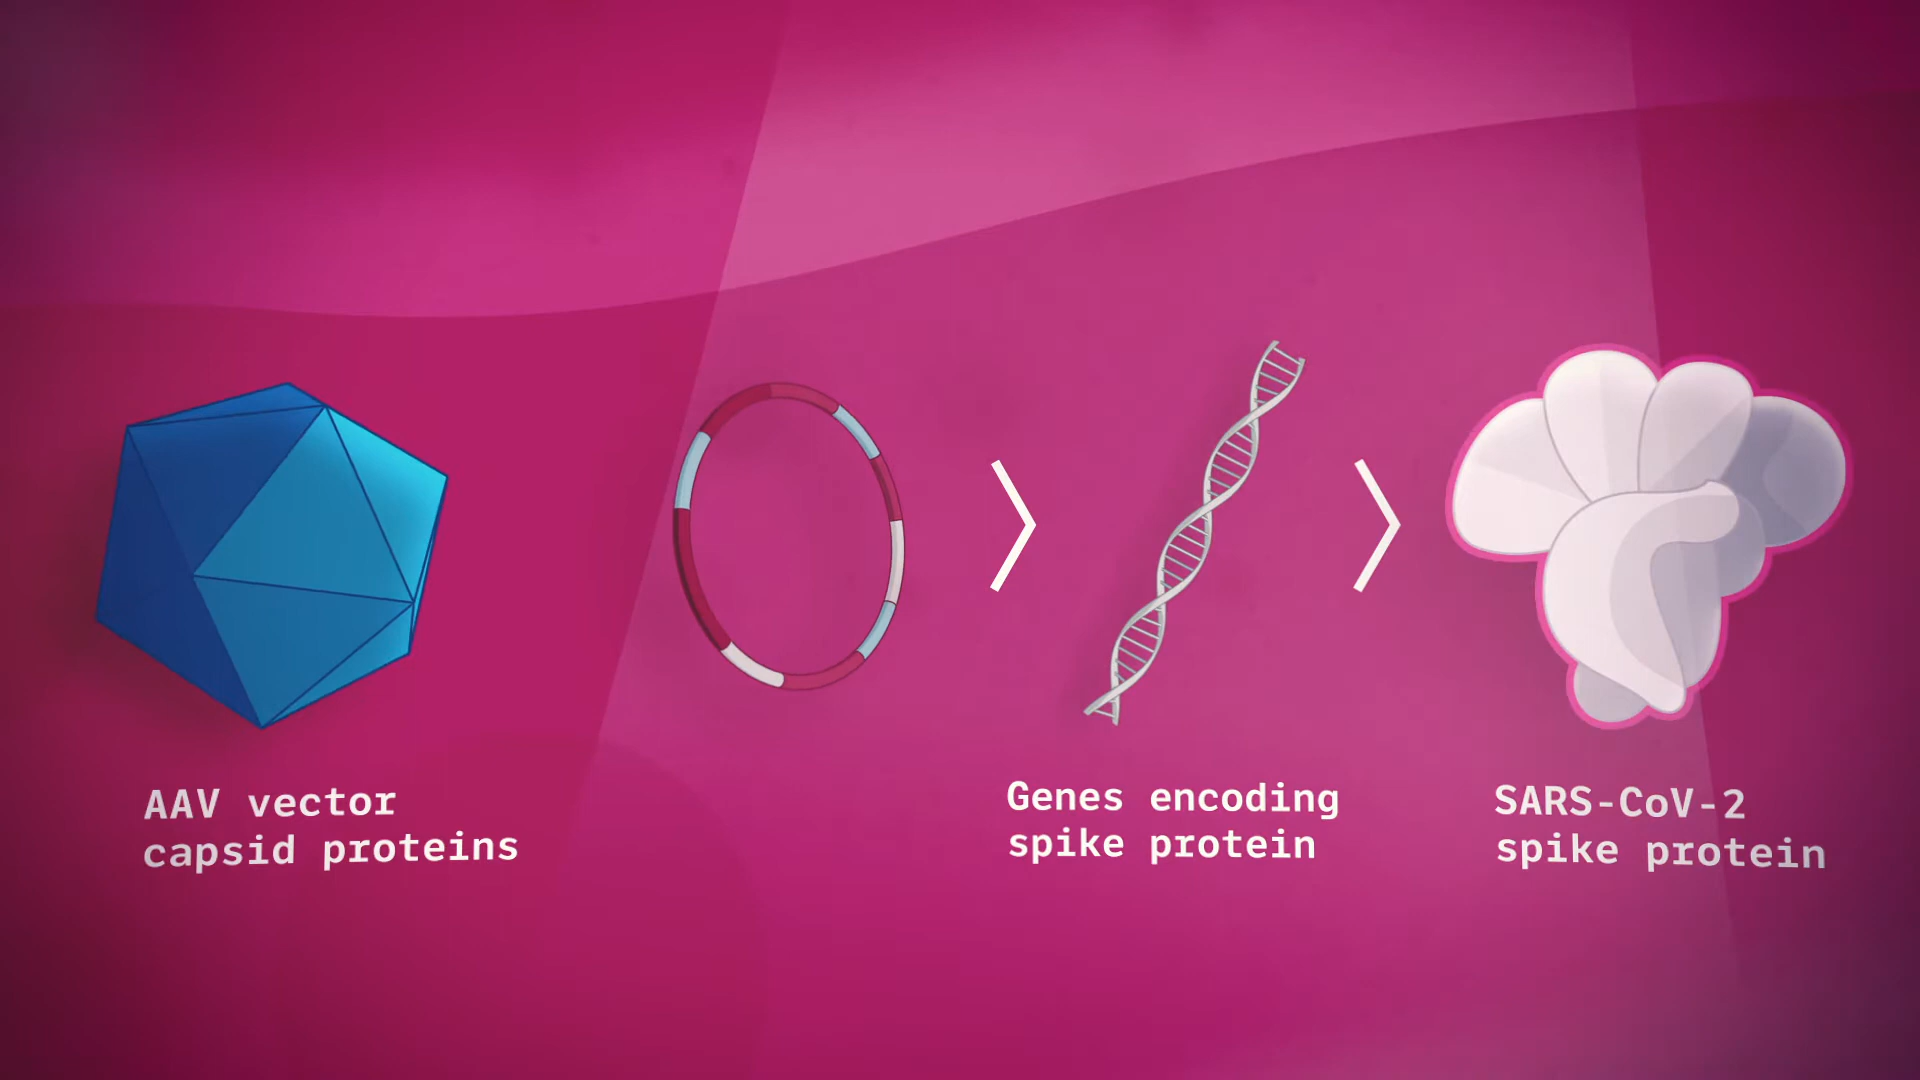 AAV vector
capsid proteins
Genes encoding
spike protein
SARS-CoV-2
spike protein